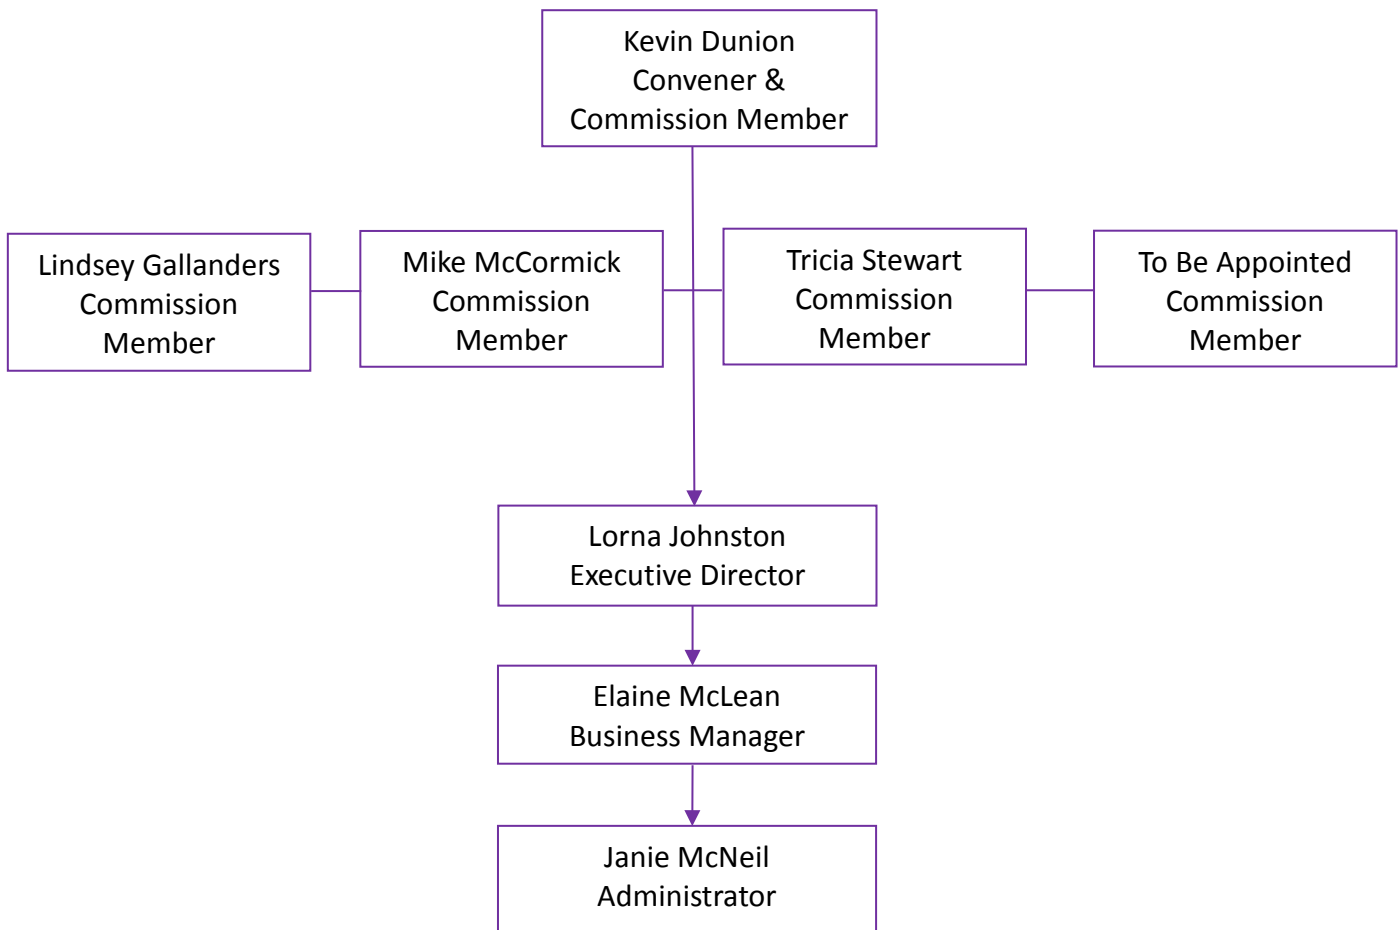 Kevin Dunion
Convener &
Commission Member
Lindsey Gallanders
Commission
Member
Mike McCormick
Commission
Member
Tricia Stewart
Commission
Member
To Be Appointed
Commission
Member
Lorna Johnston
Executive Director
Elaine McLean
Business Manager
Janie McNeil
Administrator